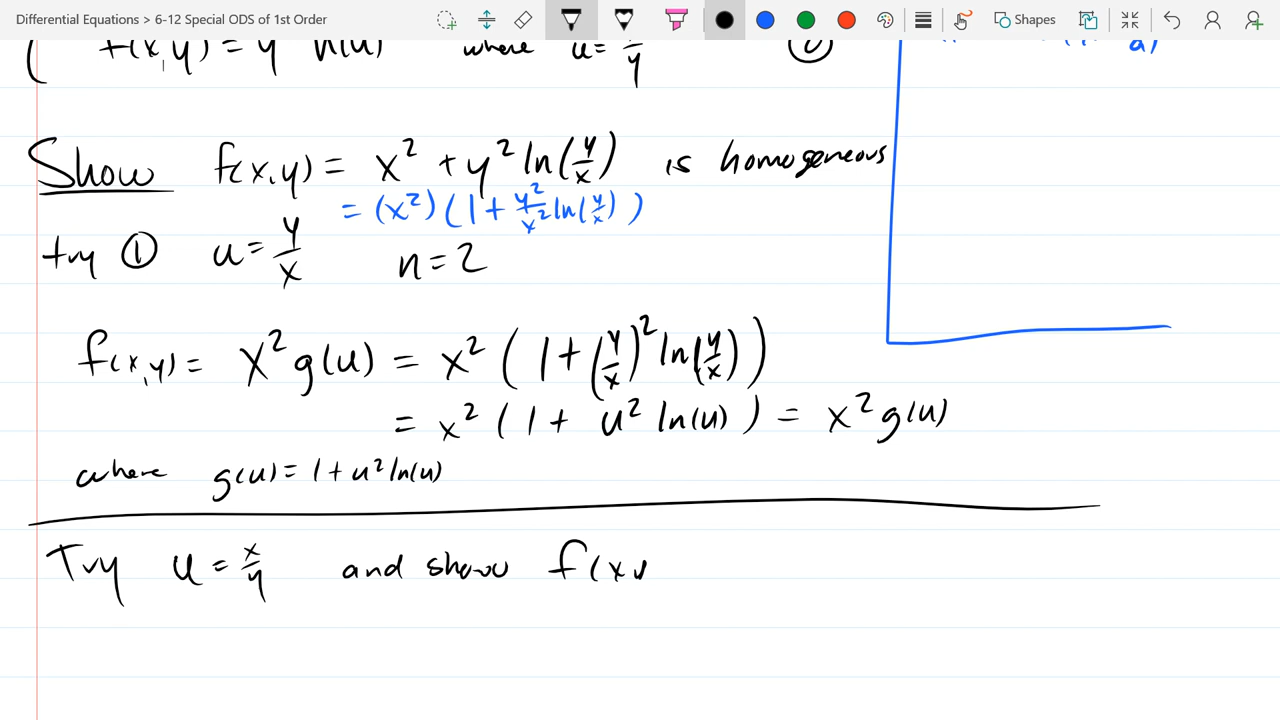 Differential Equations > 6-12 Special ODS of 1st Order
Shapes
f(x,y) = y h(u) where u = /y ②
a)
Show f(x,y) = x² + y² ln(y/x) is homogeneous
= (x²)(1 + y²/x² ln(y/x))
try ① u = y/x n = 2
f(x,y) = x² g(u) = x² (1 + (y/x)² ln(y/x))
= x² (1 + u² ln(u)) = x² g(u)
where g(u) = 1 + u² ln(u)
Try u = x/y and show f(x